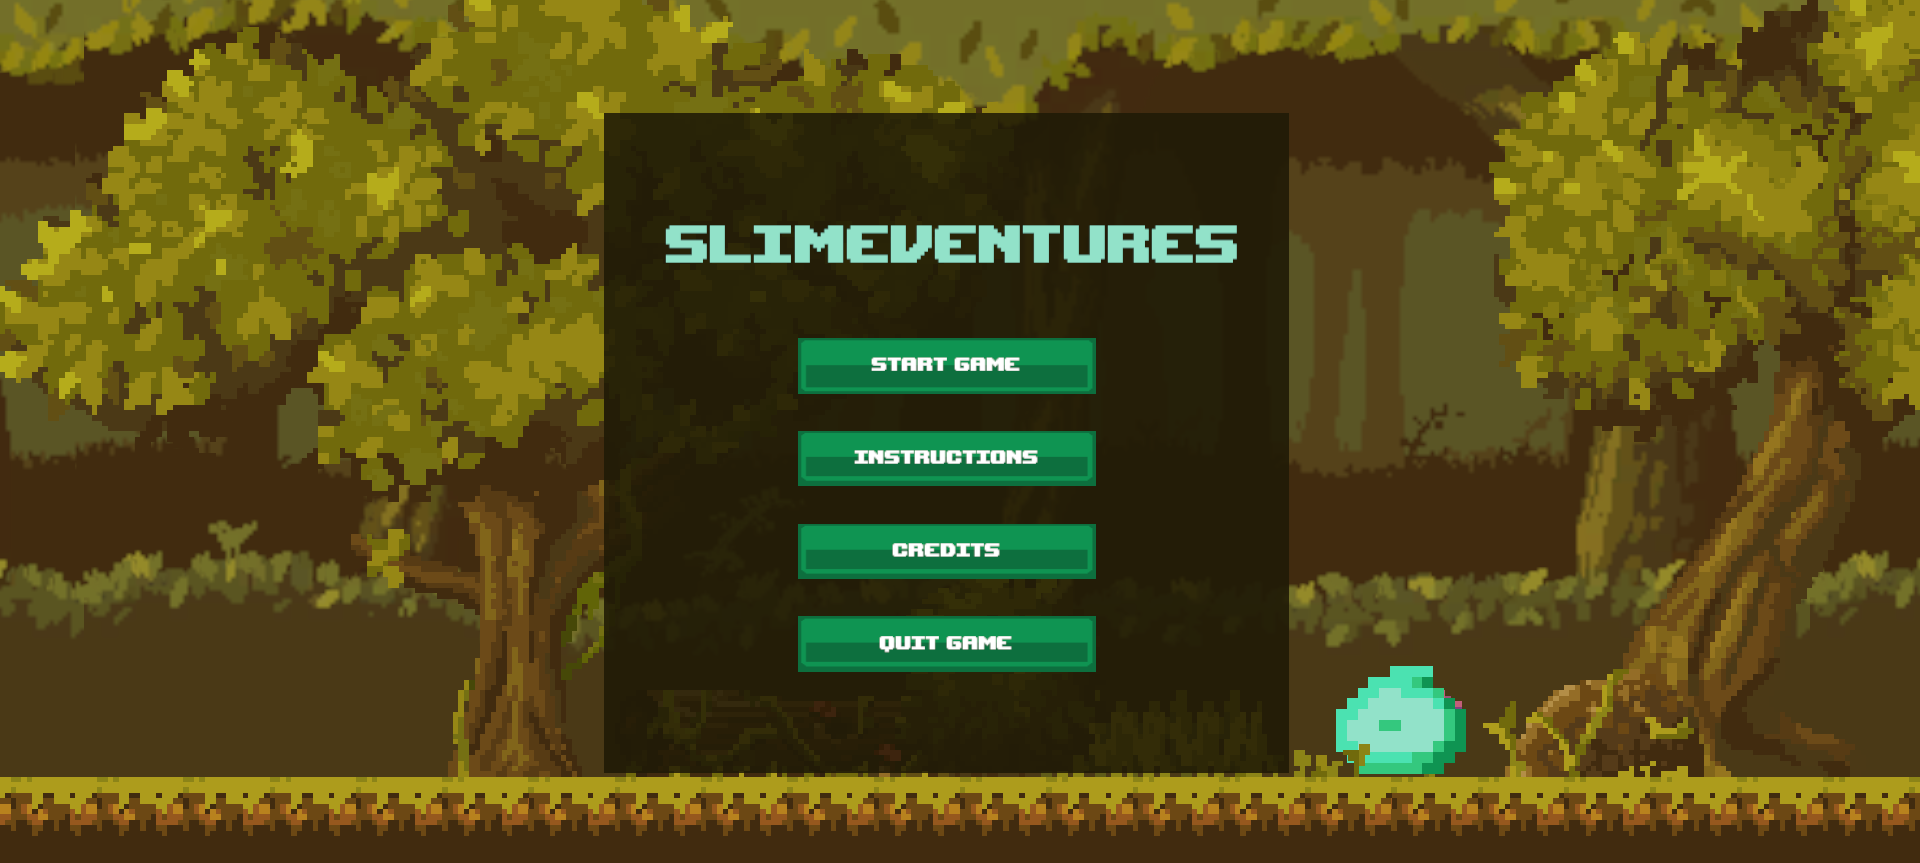 SLIMEVENTURES
START GAME
INSTRUCTIONS
CREDITS
QUIT GAME